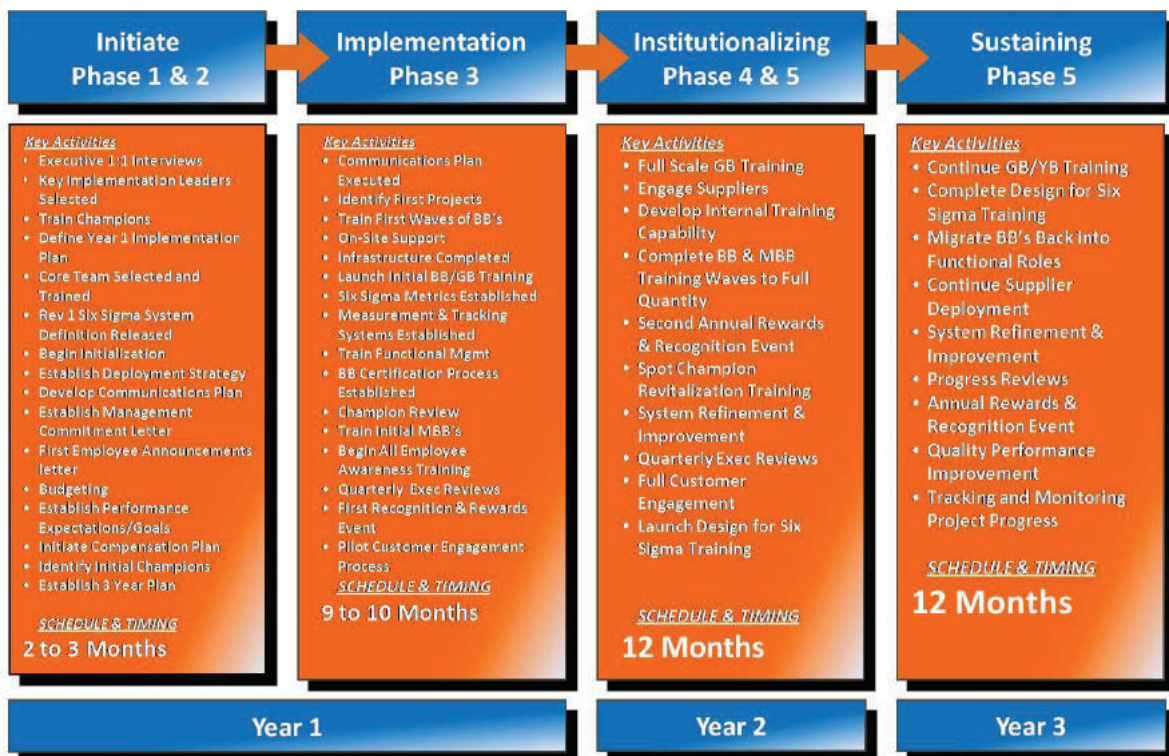 Initiate
Phase 1 & 2
Implementation
Phase 3
Institutionalizing
Phase 4 & 5
Sustaining
Phase 5
Key Activities
• Executive 1:1 Interviews
• Key Implementation Leaders
Selected
• Train Champions
• Define Year 1 Implementation
Plan
• Core Team Selected and
Trained
• Rev 1 Six Sigma System
Definition Released
• Begin Initialization
• Establish Deployment Strategy
• Develop Communications Plan
• Establish Management
Commitment Letter
• First Employee Announcements
letter
• Budgeting
• Establish Performance
Expectations/Goals
• Initiate Compensation Plan
• Identify Initial Champions
• Establish 3 Year Plan
SCHEDULE & TIMING
2 to 3 Months
Key Activities
• Communications Plan
Executed
• Identify First Projects
• Train First Waves of BB's
• On-Site Support
• Infrastructure Completed
• Launch Initial BB/GB Training
• Six Sigma Metrics Established
• Measurement & Tracking
Systems Established
• Train Functional Mgmt
• BB Certification Process
Established
• Champion Review
• Train Initial MBB's
• Begin All Employee
Awareness Training
• Quarterly Exec Reviews
• First Recognition & Rewards
Event
• Pilot Customer Engagement
Process
SCHEDULE & TIMING
9 to 10 Months
Key Activities
• Full Scale GB Training
• Engage Suppliers
• Develop Internal Training
Capability
• Complete BB & MBB
Training Waves to Full
Quantity
• Second Annual Rewards
& Recognition Event
• Spot Champion
Revitalization Training
• System Refinement &
Improvement
• Quarterly Exec Reviews
• Full Customer
Engagement
• Launch Design for Six
Sigma Training
SCHEDULE & TIMING
12 Months
Key Activities
• Continue GB/YB Training
• Complete Design for Six
Sigma Training
• Migrate BB's Back into
Functional Roles
• Continue Supplier
Deployment
• System Refinement &
Improvement
• Progress Reviews
• Annual Rewards &
Recognition Event
• Quality Performance
Improvement
• Tracking and Monitoring
Project Progress
SCHEDULE & TIMING
12 Months
Year 1
Year 2
Year 3